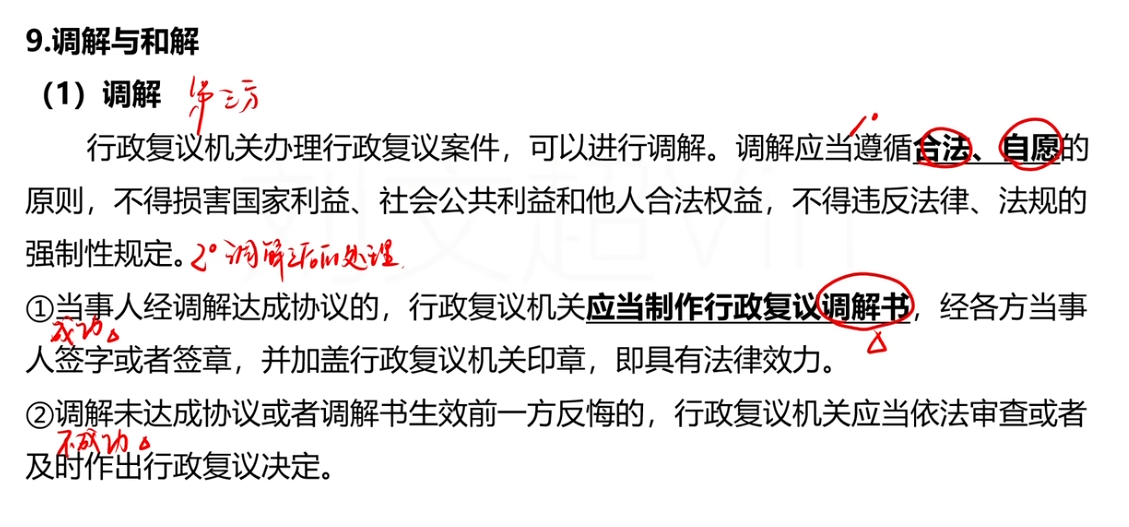 9.调解与和解
（1）调解 第三方
1°
行政复议机关办理行政复议案件，可以进行调解。调解应当遵循合法、自愿的
原则，不得损害国家利益、社会公共利益和他人合法权益，不得违反法律、法规的
强制性规定。2°调解之后的处理
①当事人经调解达成协议的，行政复议机关应当制作行政复议调解书，经各方当事
成功△ △
人签字或者签章，并加盖行政复议机关印章，即具有法律效力。
②调解未达成协议或者调解书生效前一方反悔的，行政复议机关应当依法审查或者
不成功△
及时作出行政复议决定。